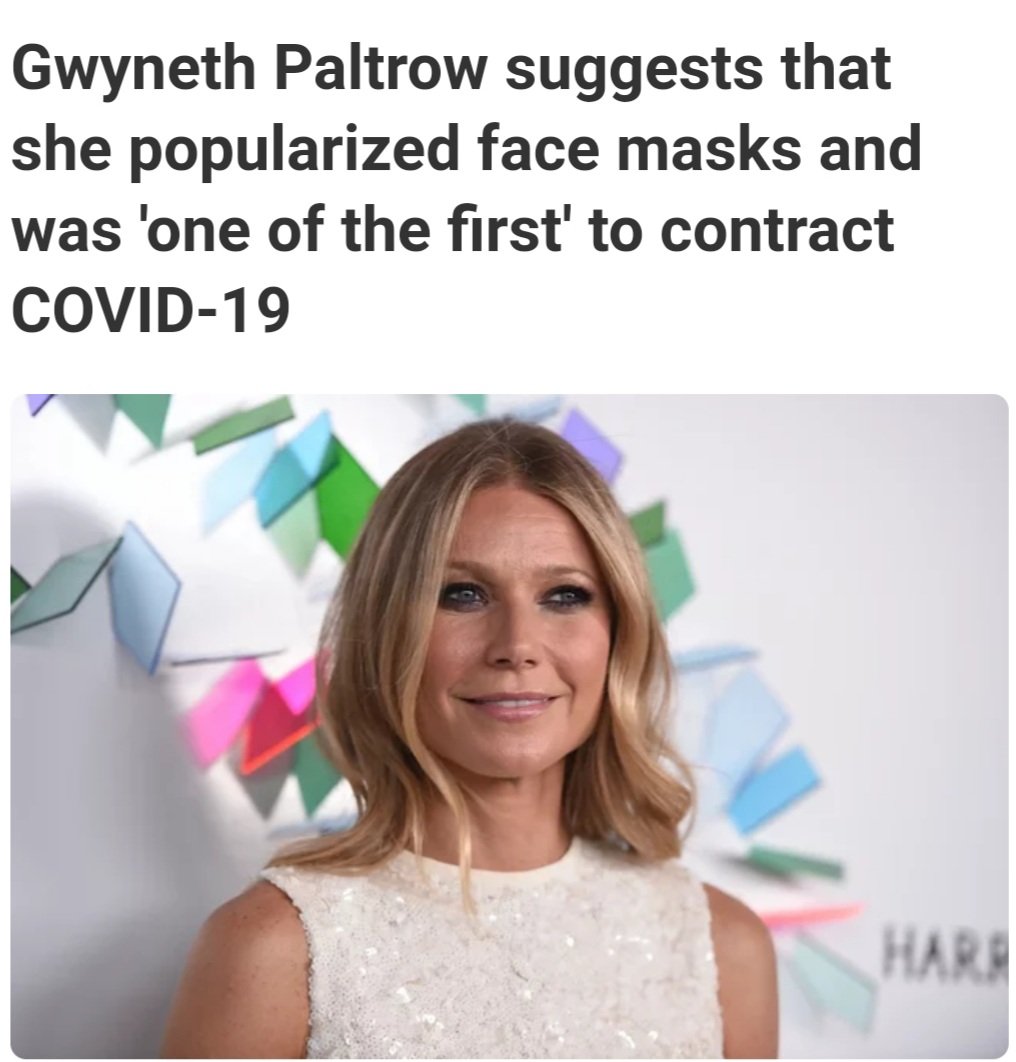 Gwyneth Paltrow suggests that
she popularized face masks and
was 'one of the first' to contract
COVID-19
HARR